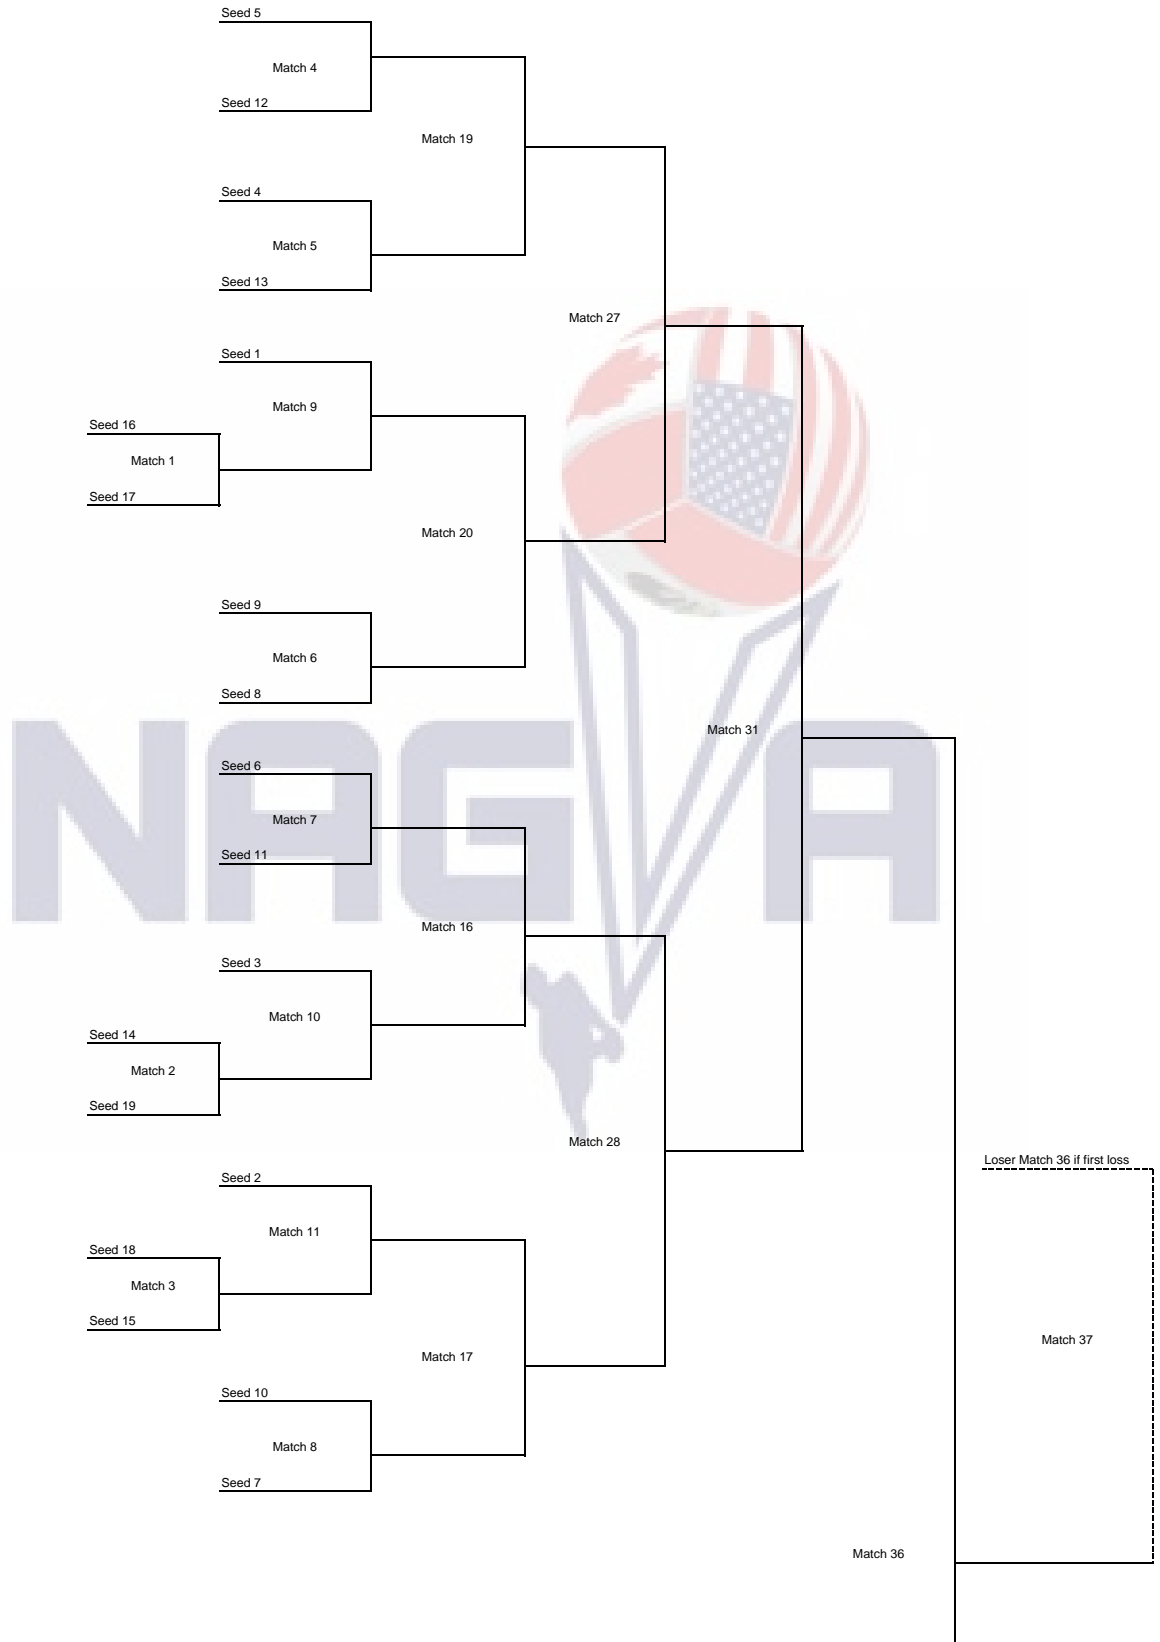 Seed 5
Match 4
Seed 12
Match 19
Seed 4
Match 5
Seed 13
Match 27
Seed 1
Match 9
Seed 16
Match 1
Seed 17
Match 20
Seed 9
Match 6
Seed 8
Match 31
Seed 6
Match 7
Seed 11
Match 16
Seed 3
Match 10
Seed 14
Match 2
Seed 19
Match 28
Loser Match 36 if first loss
Seed 2
Match 11
Seed 18
Match 3
Seed 15
Match 37
Match 17
Seed 10
Match 8
Seed 7
Match 36
NAGVA